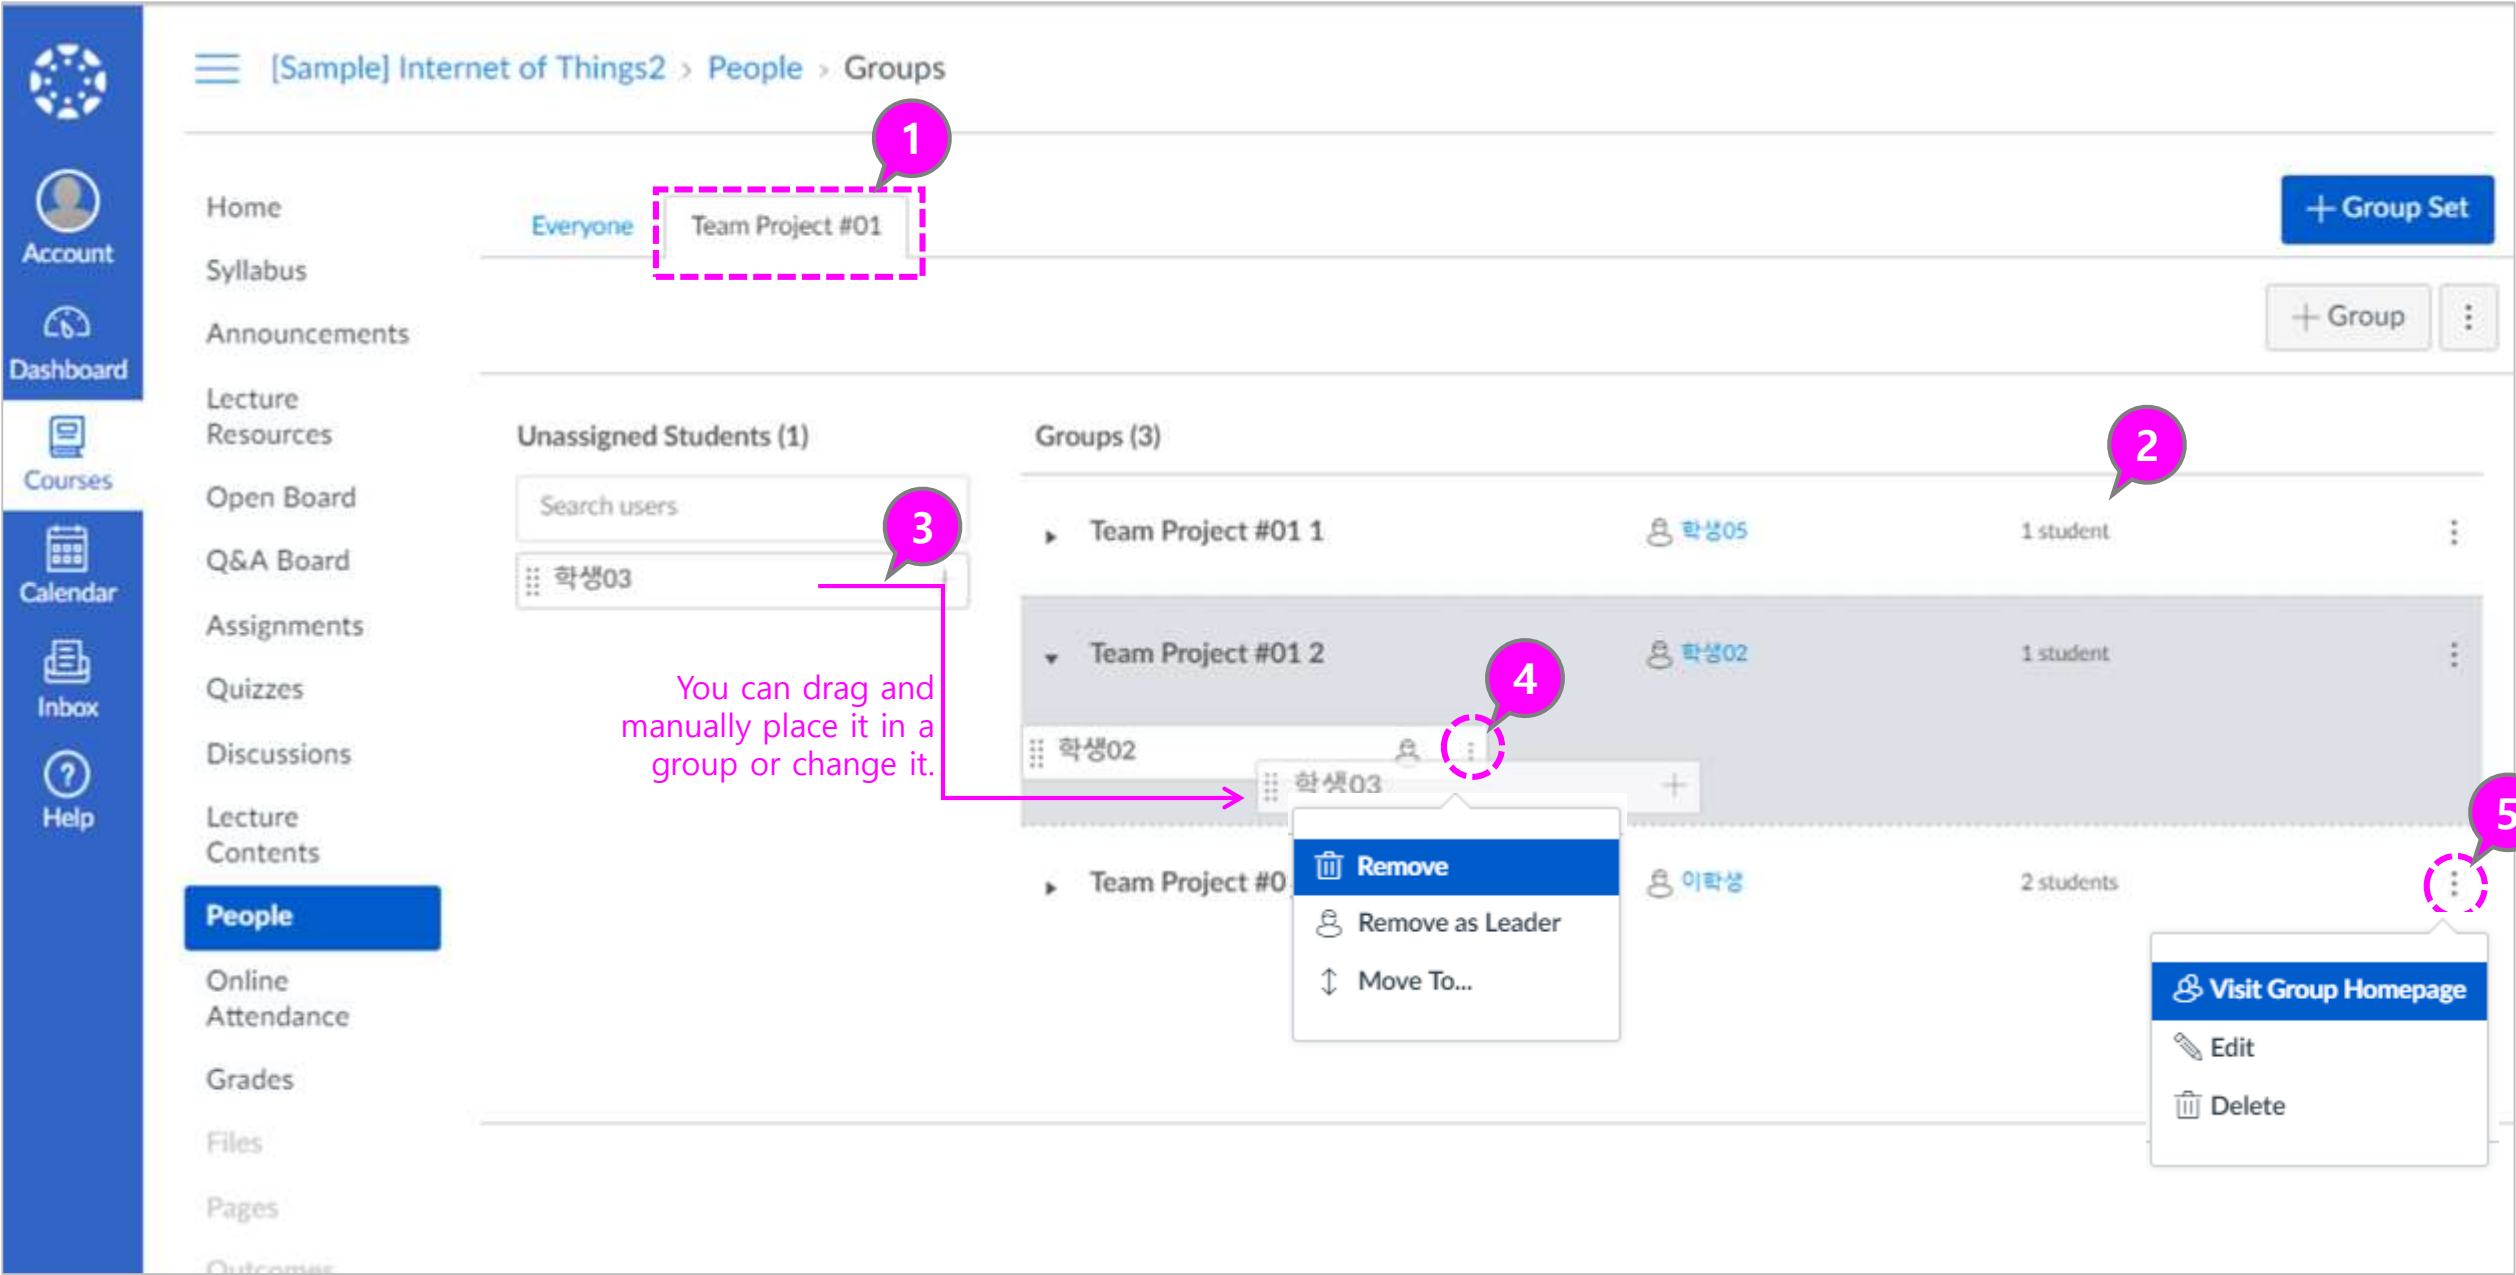 [Sample] Internet of Things2 › People › Groups
1
Account
Dashboard
Courses
Calendar
Inbox
Help
Home
Syllabus
Announcements
Lecture
Resources
Open Board
Q&A Board
Assignments
Quizzes
Discussions
Lecture
Contents
People
Online
Attendance
Grades
Files
Pages
Outcomes
Everyone
Team Project #01
+ Group Set
+ Group
Unassigned Students (1)
Search users
3
학생03
You can drag and
manually place it in a
group or change it.
Groups (3)
2
Team Project #01 1
학생05
1 student
Team Project #01 2
학생02
1 student
4
학생02
학생03
Remove
Remove as Leader
Move To...
Team Project #0
이학생
2 students
5
Visit Group Homepage
Edit
Delete